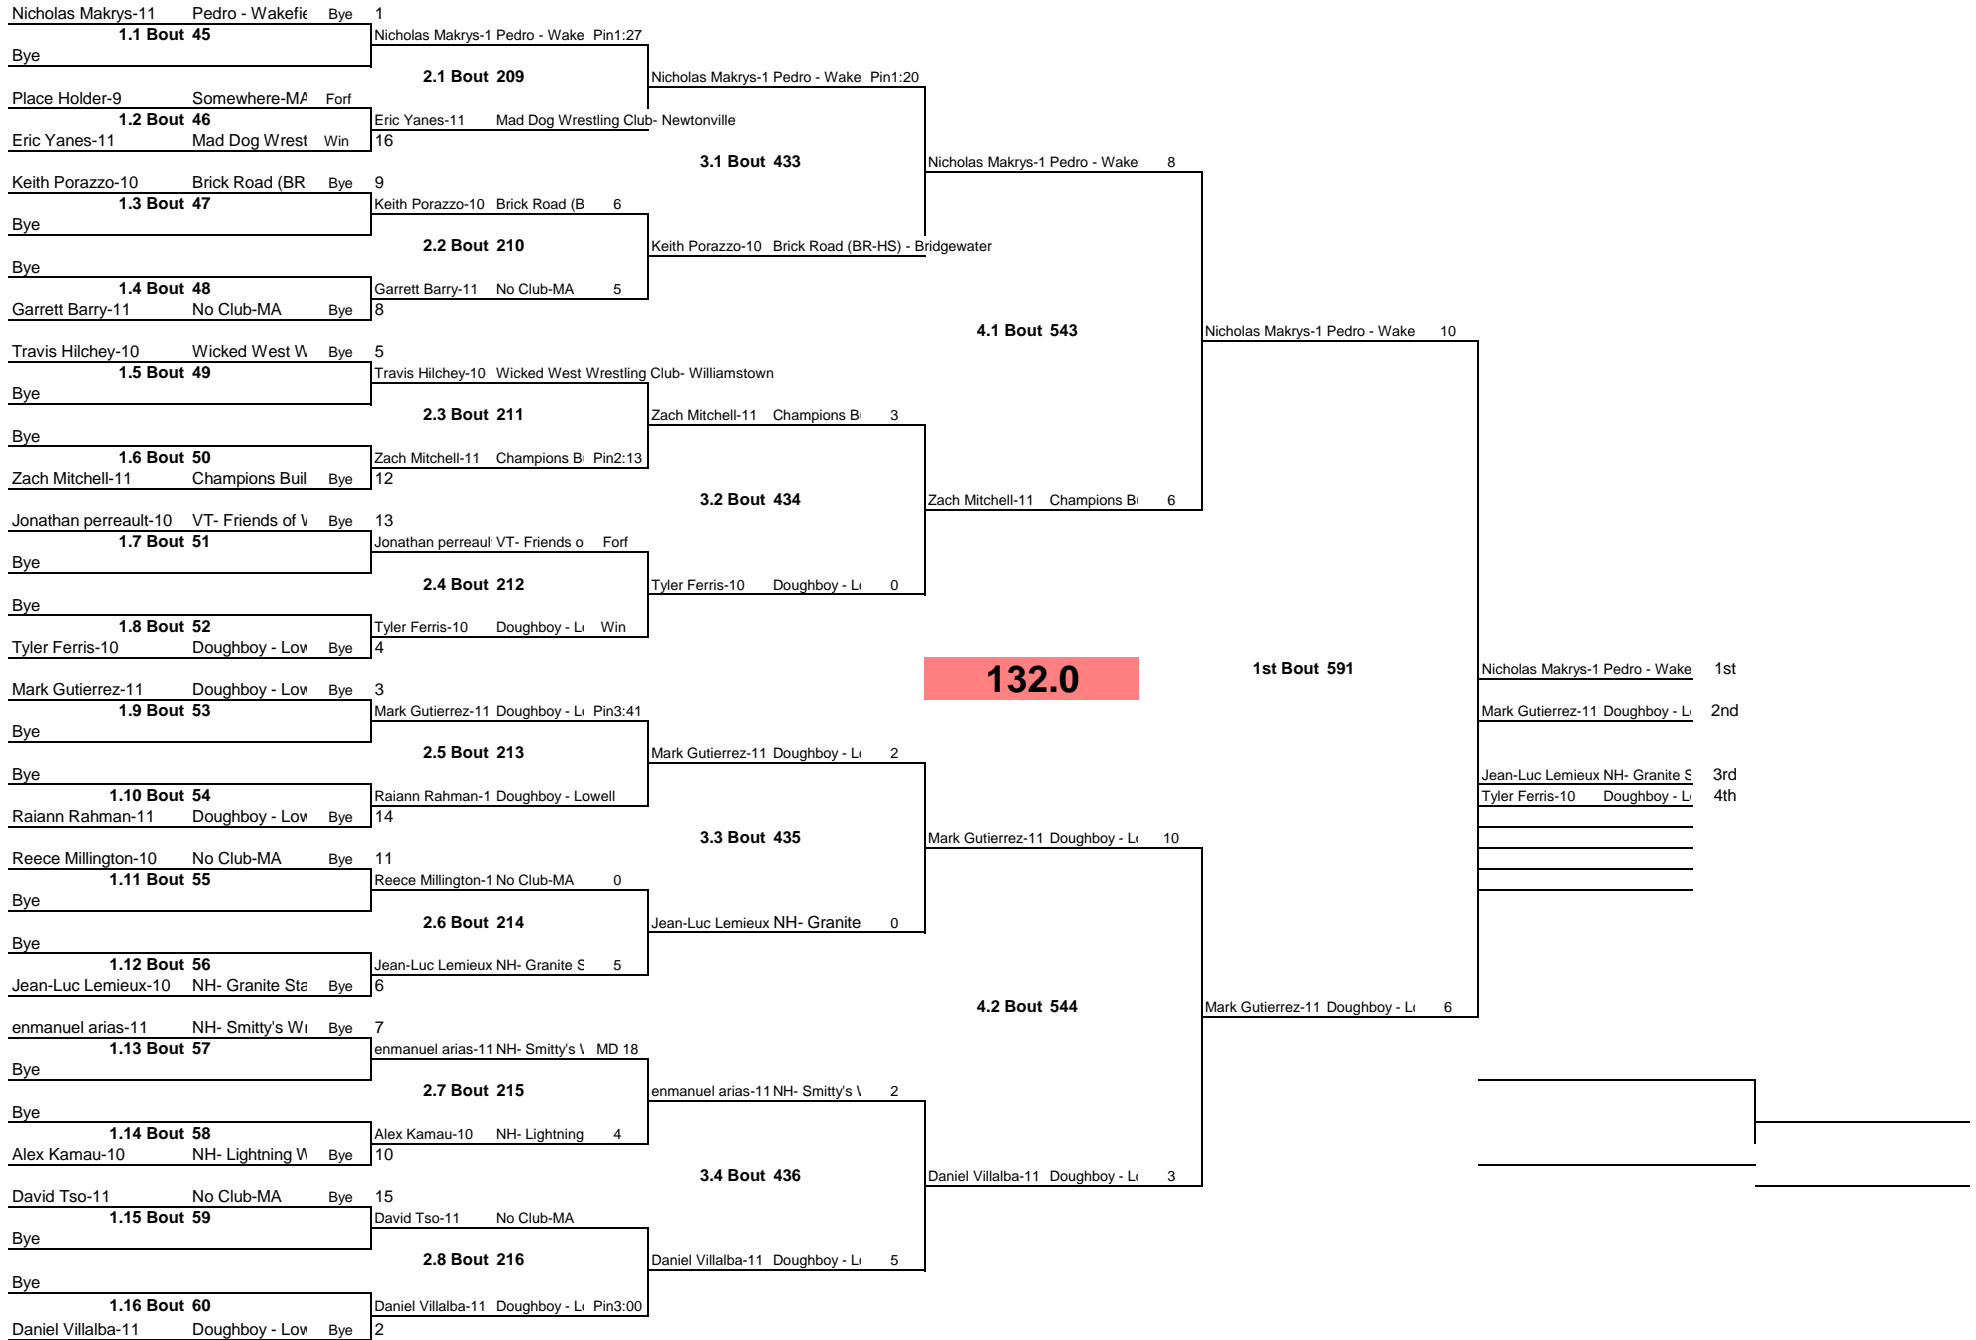 Nicholas Makrys-11 Pedro - Wakefie Bye 1
1.1 Bout 45
Bye
Place Holder-9 Somewhere-MA Forf
1.2 Bout 46
Eric Yanes-11 Mad Dog Wrest Win 16
Keith Porazzo-10 Brick Road (BR Bye 9
1.3 Bout 47
Bye
Bye
1.4 Bout 48
Garrett Barry-11 No Club-MA Bye 8
Travis Hilchey-10 Wicked West W Bye 5
1.5 Bout 49
Bye
Bye
1.6 Bout 50
Zach Mitchell-11 Champions Buil Bye 12
Jonathan perreault-10 VT- Friends of Bye 13
1.7 Bout 51
Bye
Bye
1.8 Bout 52
Tyler Ferris-10 Doughboy - Low Bye 4
Mark Gutierrez-11 Doughboy - Low Bye 3
1.9 Bout 53
Bye
Bye
1.10 Bout 54
Raiann Rahman-11 Doughboy - Low Bye 14
Reece Millington-10 No Club-MA Bye 11
1.11 Bout 55
Bye
Bye
1.12 Bout 56
Jean-Luc Lemieux-10 NH- Granite Sta Bye 6
enmanuel arias-11 NH- Smitty's Wr Bye 7
1.13 Bout 57
Bye
Bye
1.14 Bout 58
Alex Kamau-10 NH- Lightning W Bye 10
David Tso-11 No Club-MA Bye 15
1.15 Bout 59
Bye
Bye
1.16 Bout 60
Daniel Villalba-11 Doughboy - Low Bye 2
Nicholas Makrys-1 Pedro - Wake Pin1:27
2.1 Bout 209
Eric Yanes-11 Mad Dog Wrestling Club- Newtonville
Keith Porazzo-10 Brick Road (B 6
2.2 Bout 210
Garrett Barry-11 No Club-MA 5
Travis Hilchey-10 Wicked West Wrestling Club- Williamstown
2.3 Bout 211
Zach Mitchell-11 Champions B Pin2:13
Jonathan perreaul VT- Friends o Forf
2.4 Bout 212
Tyler Ferris-10 Doughboy - L Win
Mark Gutierrez-11 Doughboy - L Pin3:41
2.5 Bout 213
Raiann Rahman-1 Doughboy - Lowell
Reece Millington-1 No Club-MA 0
2.6 Bout 214
Jean-Luc Lemieux NH- Granite S 5
enmanuel arias-11 NH- Smitty's MD 18
2.7 Bout 215
Alex Kamau-10 NH- Lightning 4
David Tso-11 No Club-MA
2.8 Bout 216
Daniel Villalba-11 Doughboy - L Pin3:00
Nicholas Makrys-1 Pedro - Wake Pin1:20
3.1 Bout 433
Keith Porazzo-10 Brick Road (BR-HS) - Bridgewater
Zach Mitchell-11 Champions B 3
3.2 Bout 434
Tyler Ferris-10 Doughboy - L 0
Mark Gutierrez-11 Doughboy - L 2
3.3 Bout 435
Jean-Luc Lemieux NH- Granite 0
enmanuel arias-11 NH- Smitty's 2
3.4 Bout 436
Daniel Villalba-11 Doughboy - L 5
Nicholas Makrys-1 Pedro - Wake 8
4.1 Bout 543
Zach Mitchell-11 Champions B 6
132.0
Mark Gutierrez-11 Doughboy - L 10
4.2 Bout 544
Daniel Villalba-11 Doughboy - L 3
Nicholas Makrys-1 Pedro - Wake 10
1st Bout 591
Mark Gutierrez-11 Doughboy - L 6
Nicholas Makrys-1 Pedro - Wake 1st
Mark Gutierrez-11 Doughboy - L 2nd
Jean-Luc Lemieux NH- Granite S 3rd
Tyler Ferris-10 Doughboy - L 4th